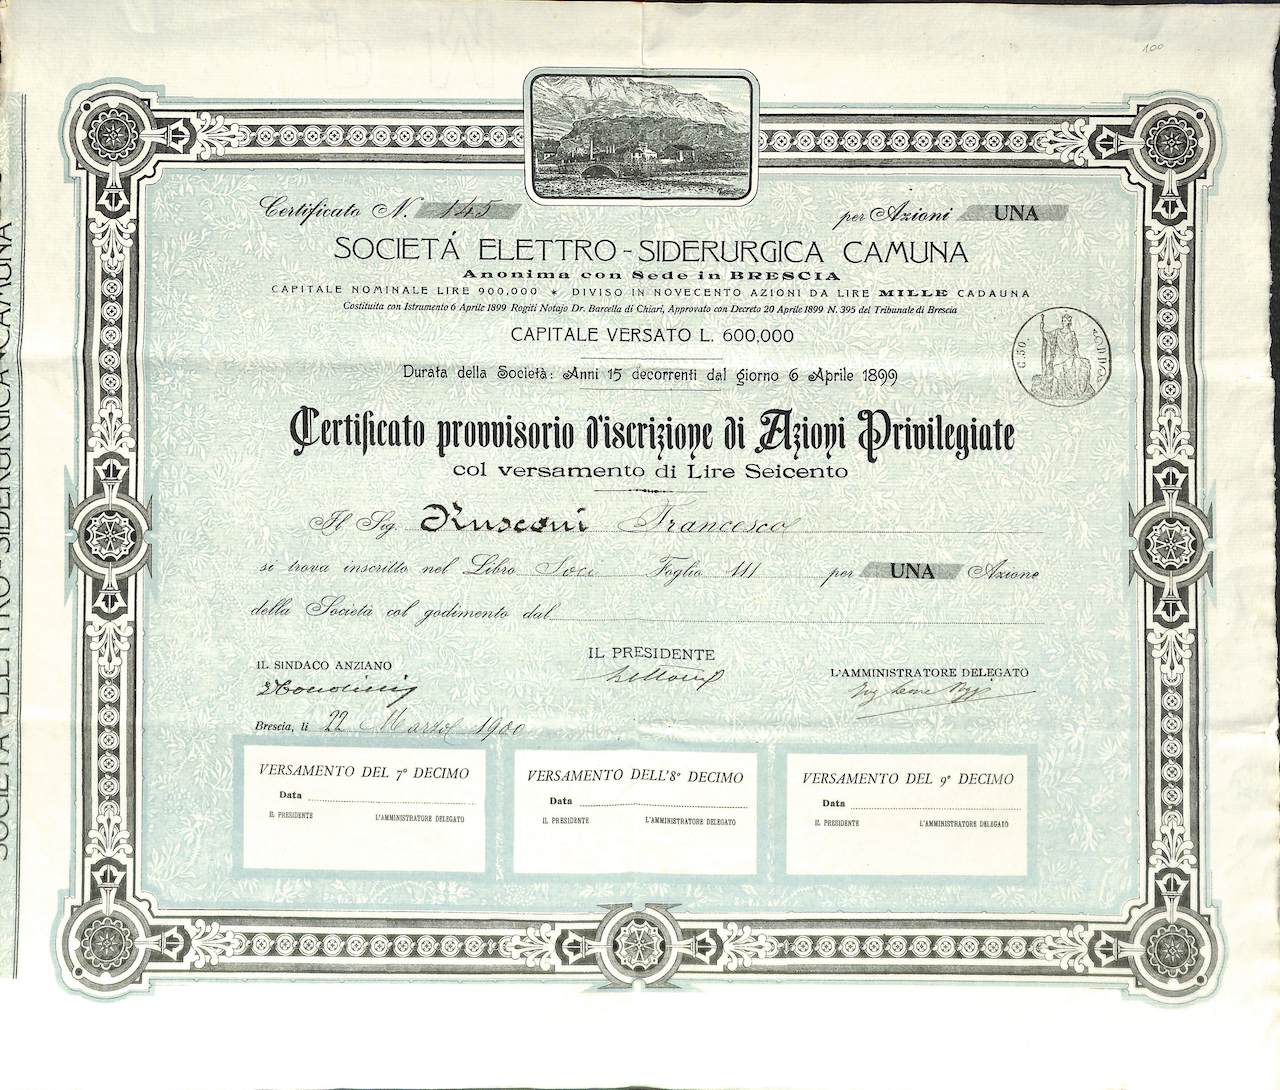 100
Certificato N. 145 per Azioni UNA
SOCIETÁ ELETTRO-SIDERURGICA CAMUNA
Anonima con Sede in BRESCIA
CAPITALE NOMINALE LIRE 900,000 * DIVISO IN NOVECENTO AZIONI DA LIRE MILLE CADAUNA
Costituita con Istrumento 6 Aprile 1899 Rogiti Notajo Dr. Barcella di Chiari, Approvato con Decreto 20 Aprile 1899 N. 395 del Tribunale di Brescia
CAPITALE VERSATO L. 600,000
C. 50.
Durata della Società: Anni 15 decorrenti dal giorno 6 Aprile 1899
Certificato provvisorio d'iscrizione di Azioni Privilegiate
col versamento di Lire Seicento
Il Sig. Rusconi Francesco
si trova inscritto nel Libro Soci Foglio 111 per UNA Azione
della Società col godimento dal
IL SINDACO ANZIANO
IL PRESIDENTE
L'AMMINISTRATORE DELEGATO
Brescia, li 22 Marzo 1900
VERSAMENTO DEL 7º DECIMO
Data
IL PRESIDENTE L'AMMINISTRATORE DELEGATO
VERSAMENTO DELL'8º DECIMO
Data
IL PRESIDENTE L'AMMINISTRATORE DELEGATO
VERSAMENTO DEL 9º DECIMO
Data
IL PRESIDENTE L'AMMINISTRATORE DELEGATO
SOCIETÀ ELETTRO-SIDERURGICA CAMUNA